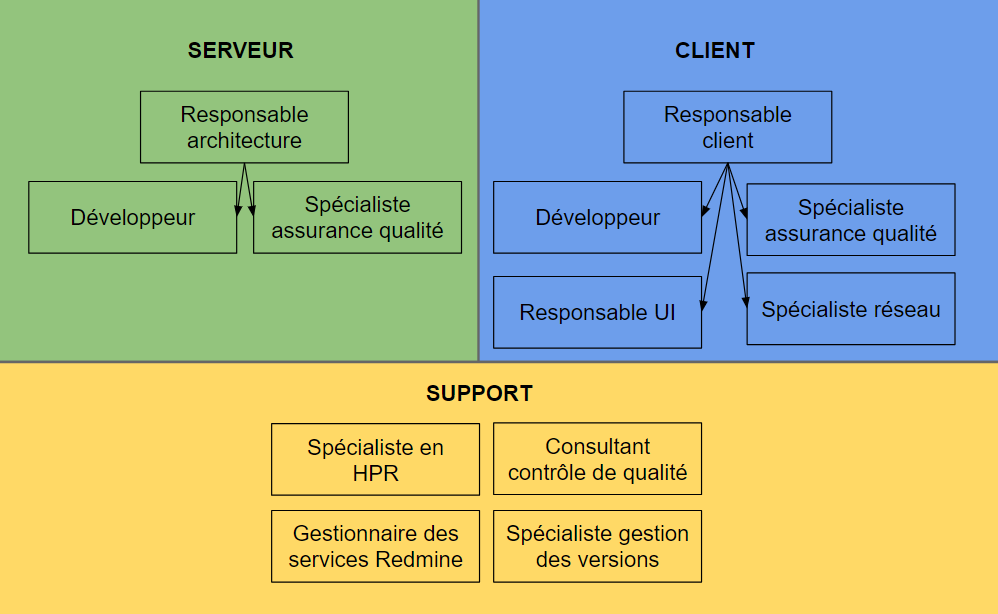 SERVEUR
Responsable
architecture
Développeur
Spécialiste
assurance qualité
CLIENT
Responsable
client
Développeur
Spécialiste
assurance qualité
Responsable UI
Spécialiste réseau
SUPPORT
Spécialiste en
HPR
Consultant
contrôle de qualité
Gestionnaire des
services Redmine
Spécialiste gestion
des versions